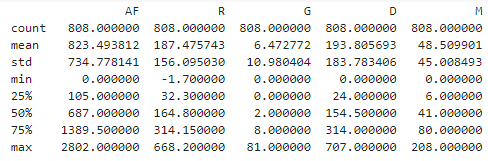 AF R G D M
count 808.000000 808.000000 808.000000 808.000000 808.000000
mean 823.493812 187.475743 6.472772 193.805693 48.509901
std 734.778141 156.095030 10.980404 183.783406 45.008493
min 0.000000 -1.700000 0.000000 0.000000 0.000000
25% 105.000000 32.300000 0.000000 24.000000 6.000000
50% 687.000000 164.800000 2.000000 154.500000 41.000000
75% 1389.500000 314.150000 8.000000 314.000000 80.000000
max 2802.000000 668.200000 81.000000 707.000000 208.000000